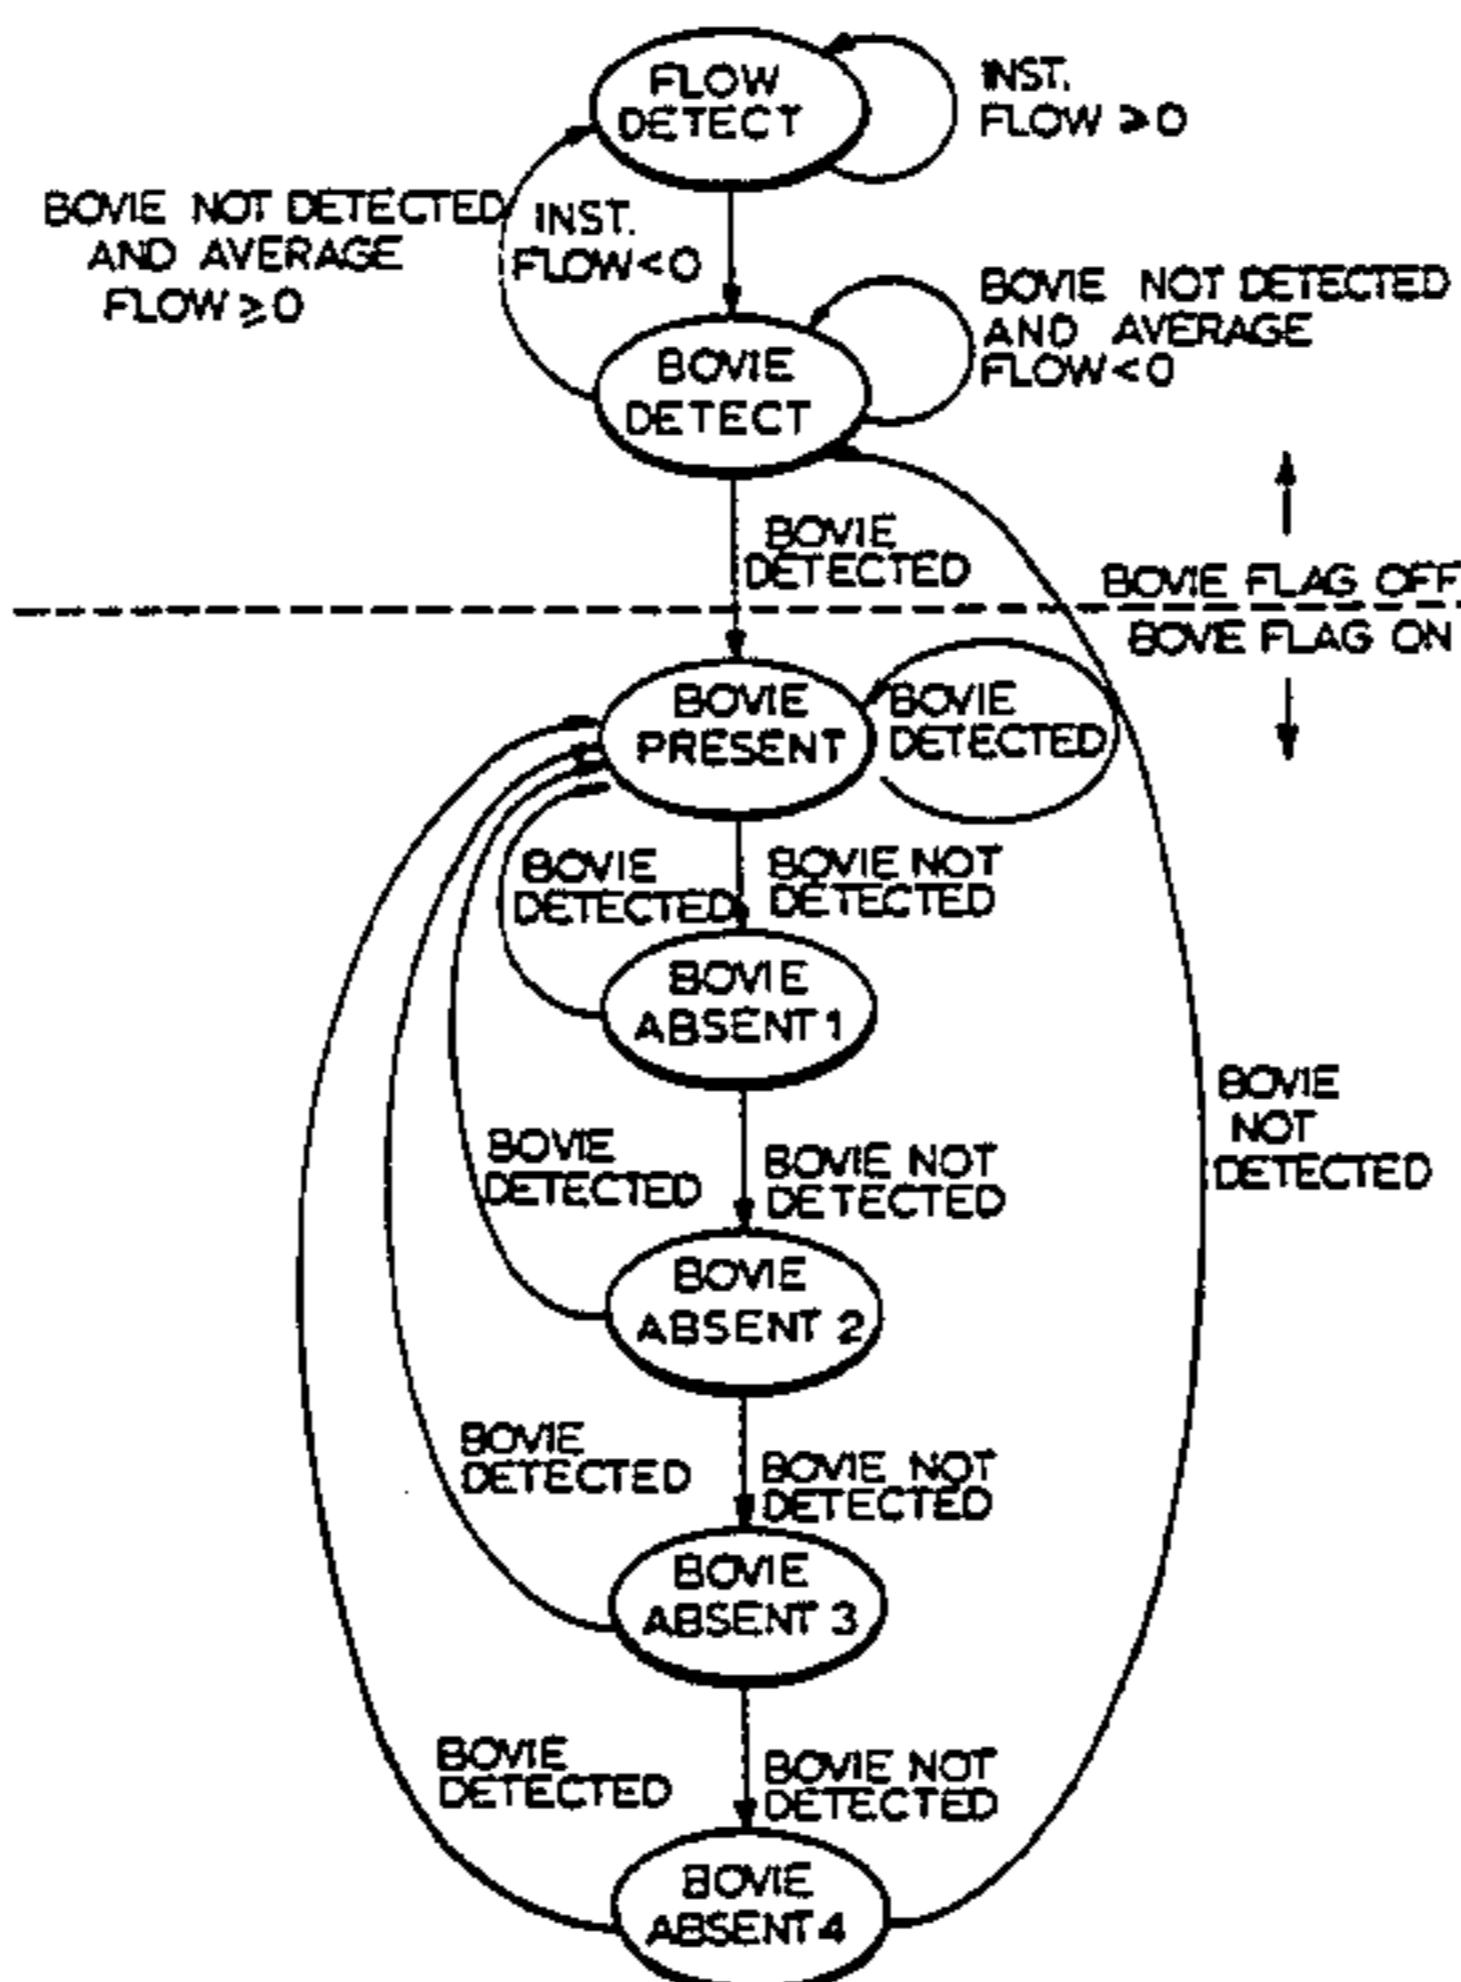 FLOW
DETECT
INST.
FLOW ⩾ 0
BOVIE NOT DETECTED
AND AVERAGE
FLOW ⩾ 0
INST.
FLOW < 0
BOVIE NOT DETECTED
AND AVERAGE
FLOW < 0
BOVIE
DETECT
BOVIE
DETECTED
BOVIE FLAG OFF
BOVIE FLAG ON
BOVIE
PRESENT
BOVIE
DETECTED
BOVIE
DETECTED
BOVIE NOT
DETECTED
BOVIE
ABSENT 1
BOVIE
NOT
DETECTED
BOVIE
DETECTED
BOVIE NOT
DETECTED
BOVIE
ABSENT 2
BOVIE
DETECTED
BOVIE NOT
DETECTED
BOVIE
ABSENT 3
BOVIE
DETECTED
BOVIE NOT
DETECTED
BOVIE
ABSENT 4